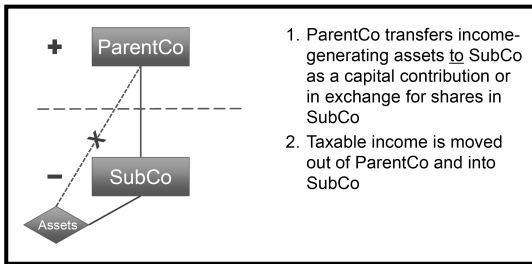 +
ParentCo
−
SubCo
Assets
1. ParentCo transfers income-
generating assets to SubCo
as a capital contribution or
in exchange for shares in
SubCo
2. Taxable income is moved
out of ParentCo and into
SubCo